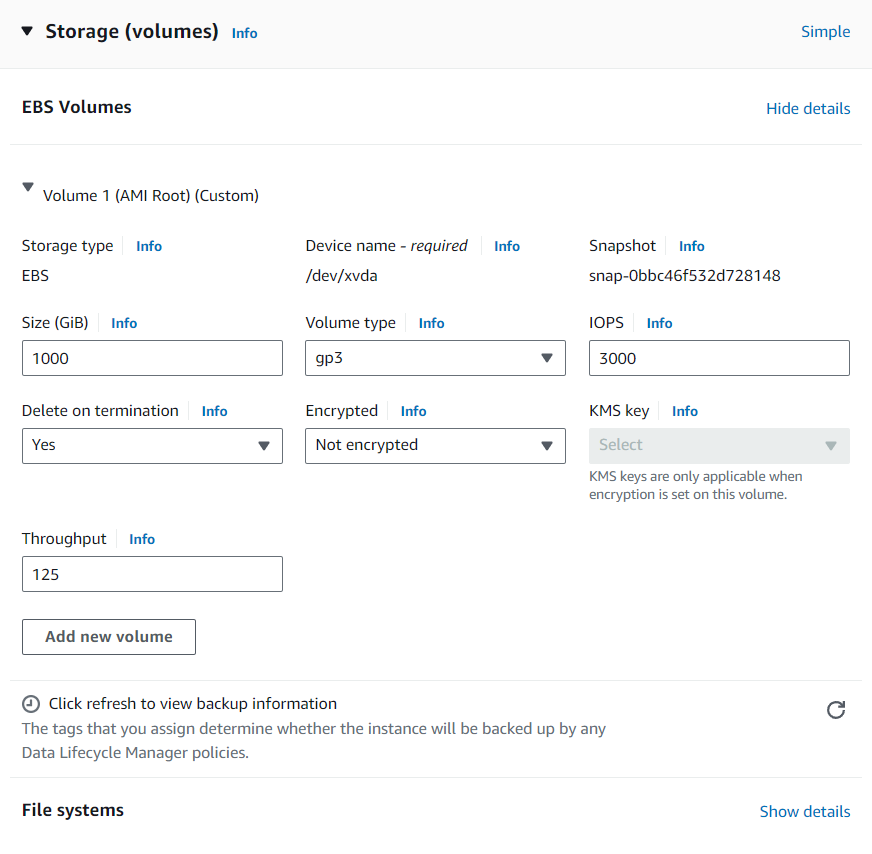 Storage (volumes) Info Simple
EBS Volumes Hide details
Volume 1 (AMI Root) (Custom)
Storage type Info Device name - required Info Snapshot Info
EBS /dev/xvda snap-0bbc46f532d728148
Size (GiB) Info Volume type Info IOPS Info
1000 gp3 3000
Delete on termination Info Encrypted Info KMS key Info
Yes Not encrypted Select
KMS keys are only applicable when
encryption is set on this volume.
Throughput Info
125
Add new volume
Click refresh to view backup information
The tags that you assign determine whether the instance will be backed up by any
Data Lifecycle Manager policies.
File systems Show details